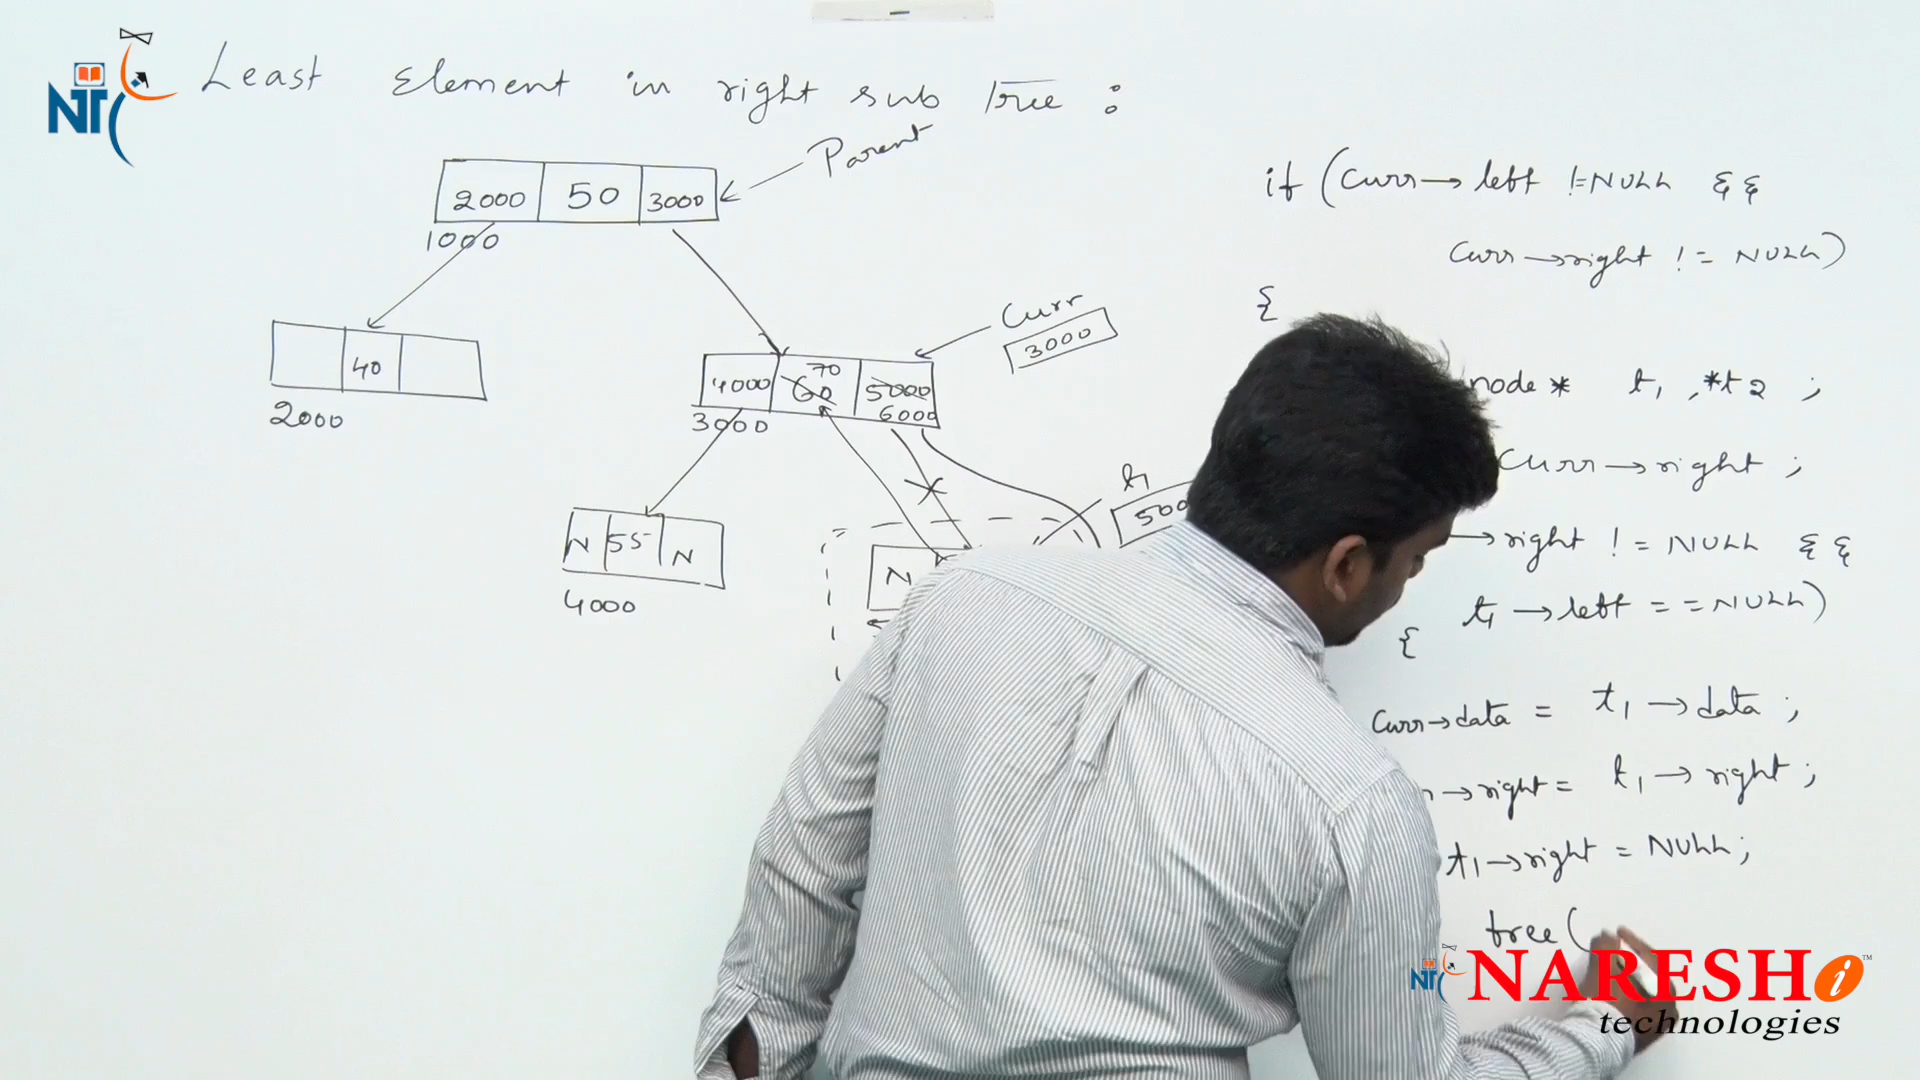 NTC
Least Element in right sub tree :
Parent
2000 50 3000
1000
40
2000
Curr
3000
4000 60 70 5000 6000
3000
N 55 N
4000
t1
500
N
if (Curr→left !=NULL &&
Curr→right != NULL)
{
node* t1 ,*t2 ;
Curr→right ;
→right != NULL &&
t1→left == NULL)
{
Curr→data = t1→data ;
→right = t1→right ;
t1→right = NULL;
free(
NT
NARESH i ™
technologies